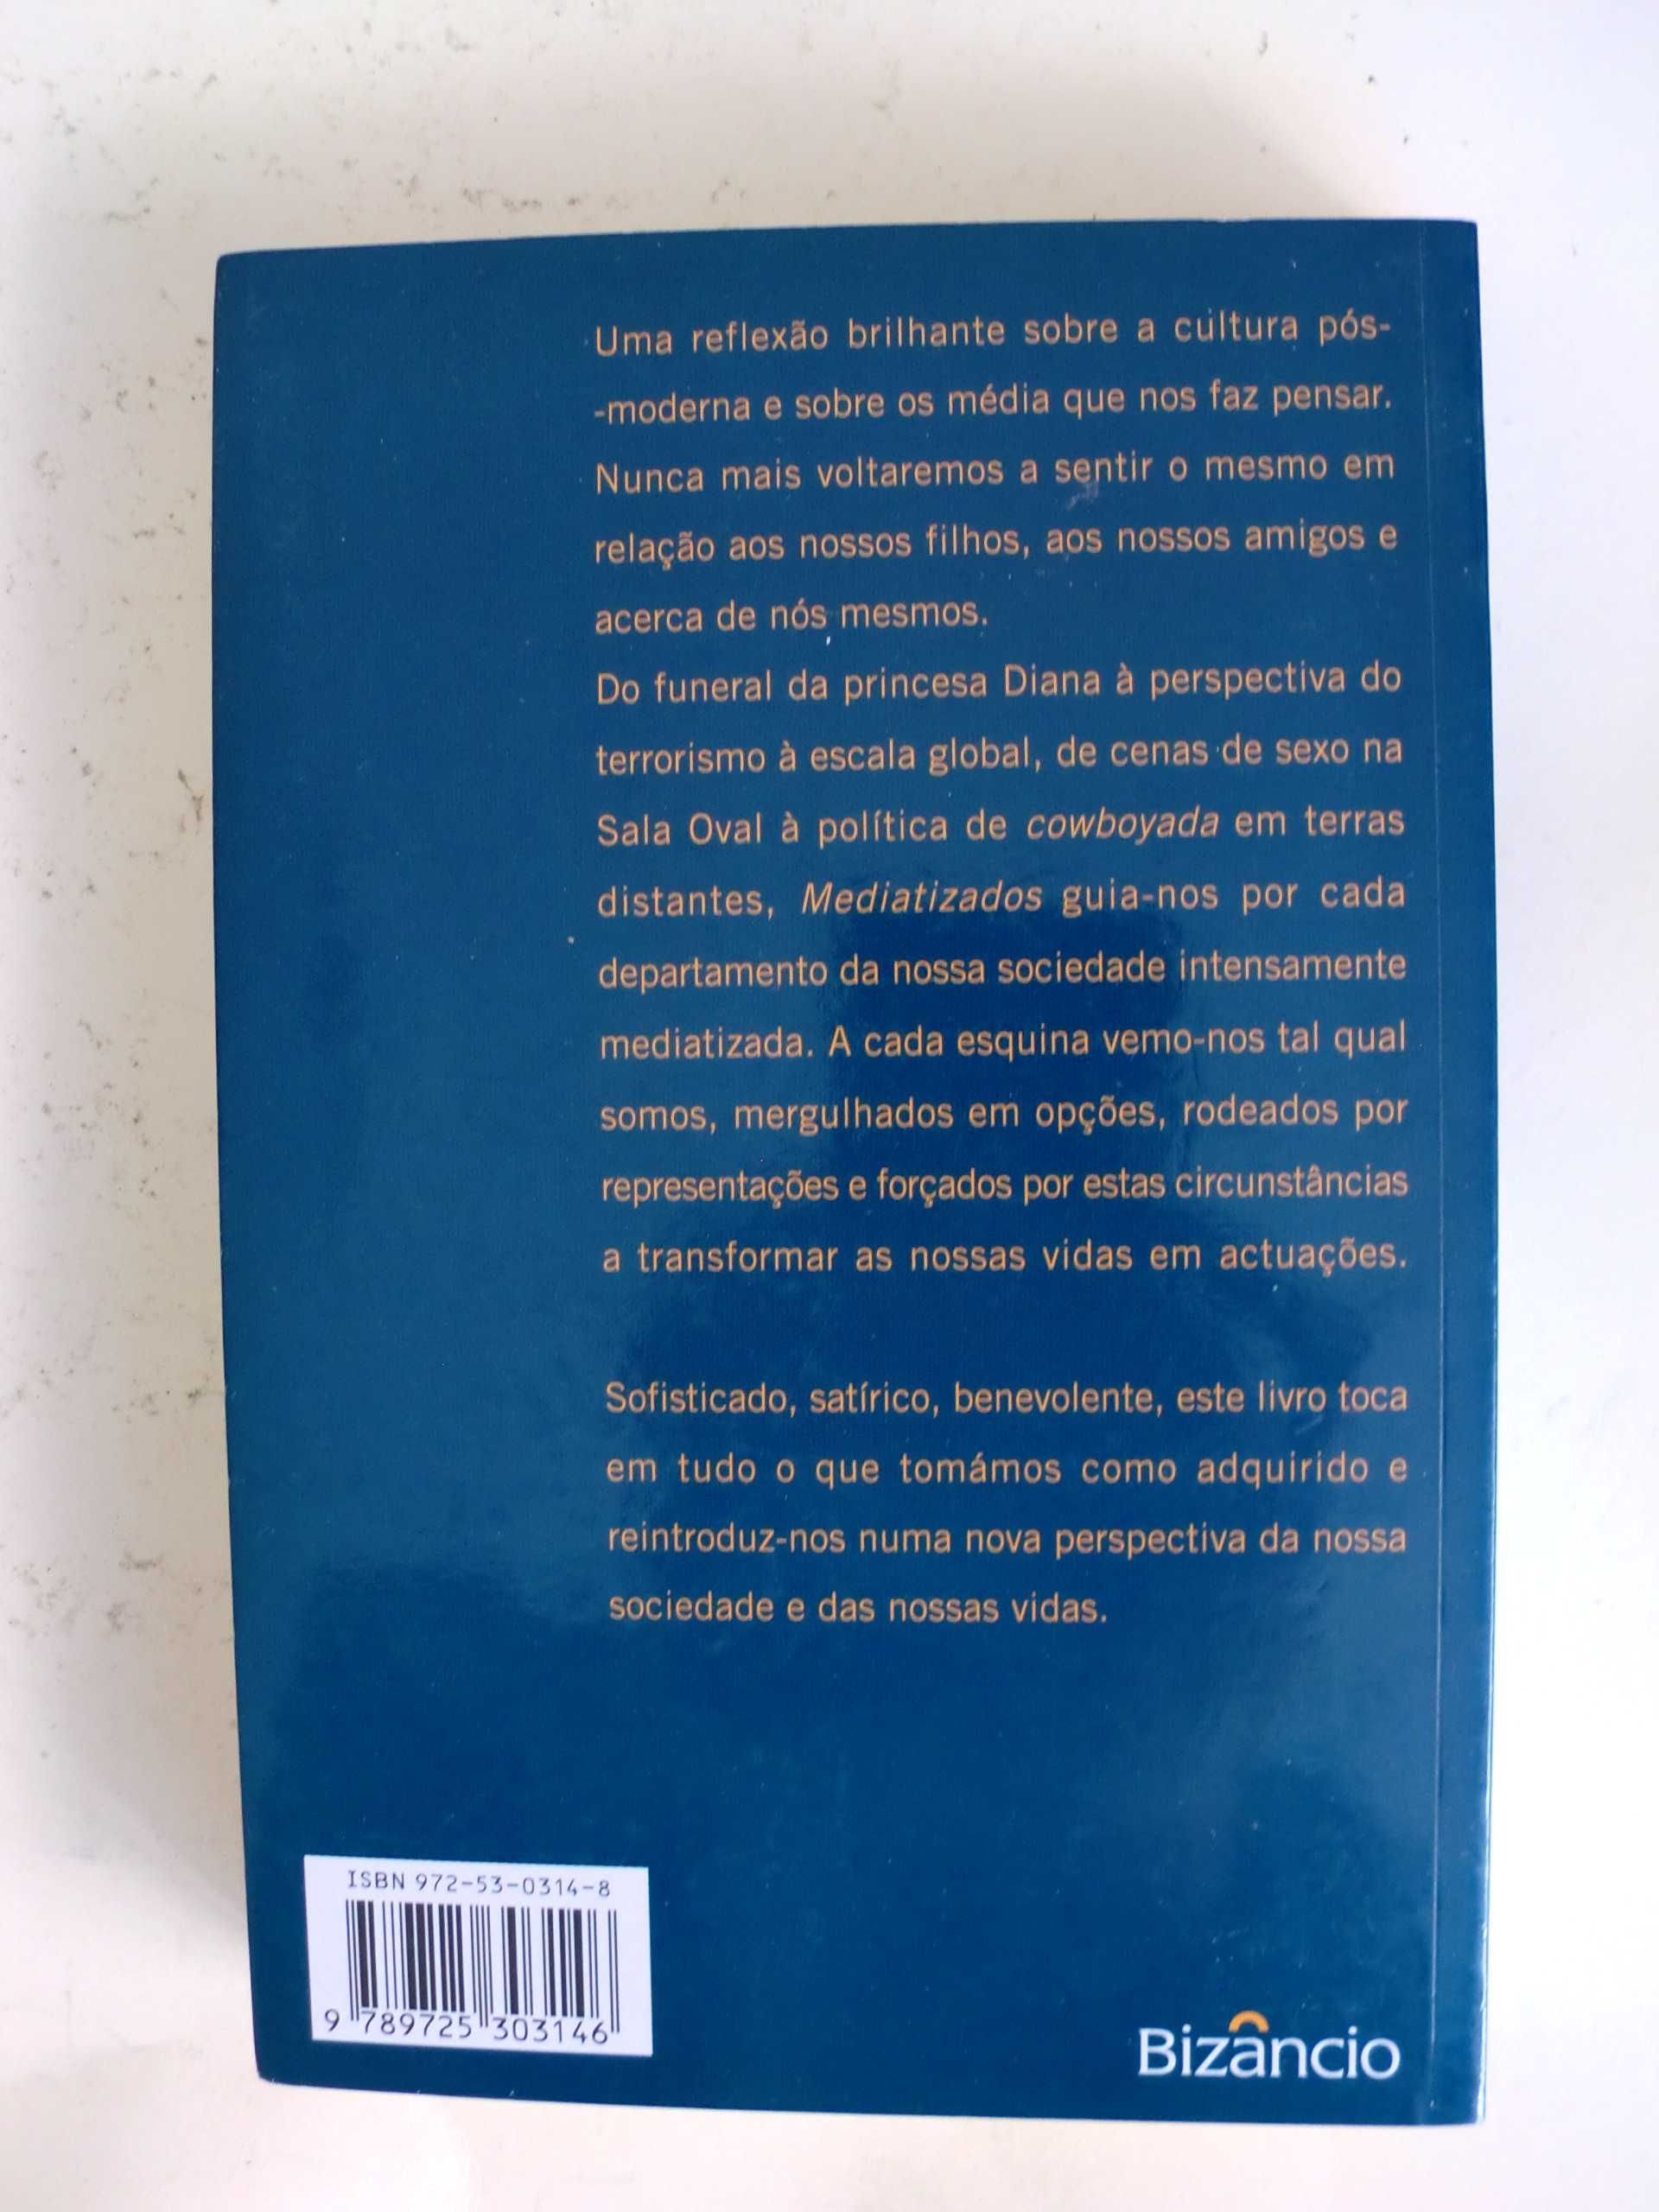 Uma reflexão brilhante sobre a cultura pós-
-moderna e sobre os média que nos faz pensar.
Nunca mais voltaremos a sentir o mesmo em
relação aos nossos filhos, aos nossos amigos e
acerca de nós mesmos.
Do funeral da princesa Diana à perspectiva do
terrorismo à escala global, de cenas de sexo na
Sala Oval à política de cowboyada em terras
distantes, Mediatizados guia-nos por cada
departamento da nossa sociedade intensamente
mediatizada. A cada esquina vemo-nos tal qual
somos, mergulhados em opções, rodeados por
representações e forçados por estas circunstâncias
a transformar as nossas vidas em actuações.
Sofisticado, satírico, benevolente, este livro toca
em tudo o que tomámos como adquirido e
reintroduz-nos numa nova perspectiva da nossa
sociedade e das nossas vidas.
ISBN 972-53-0314-8
9 789725 303146
Bizâncio